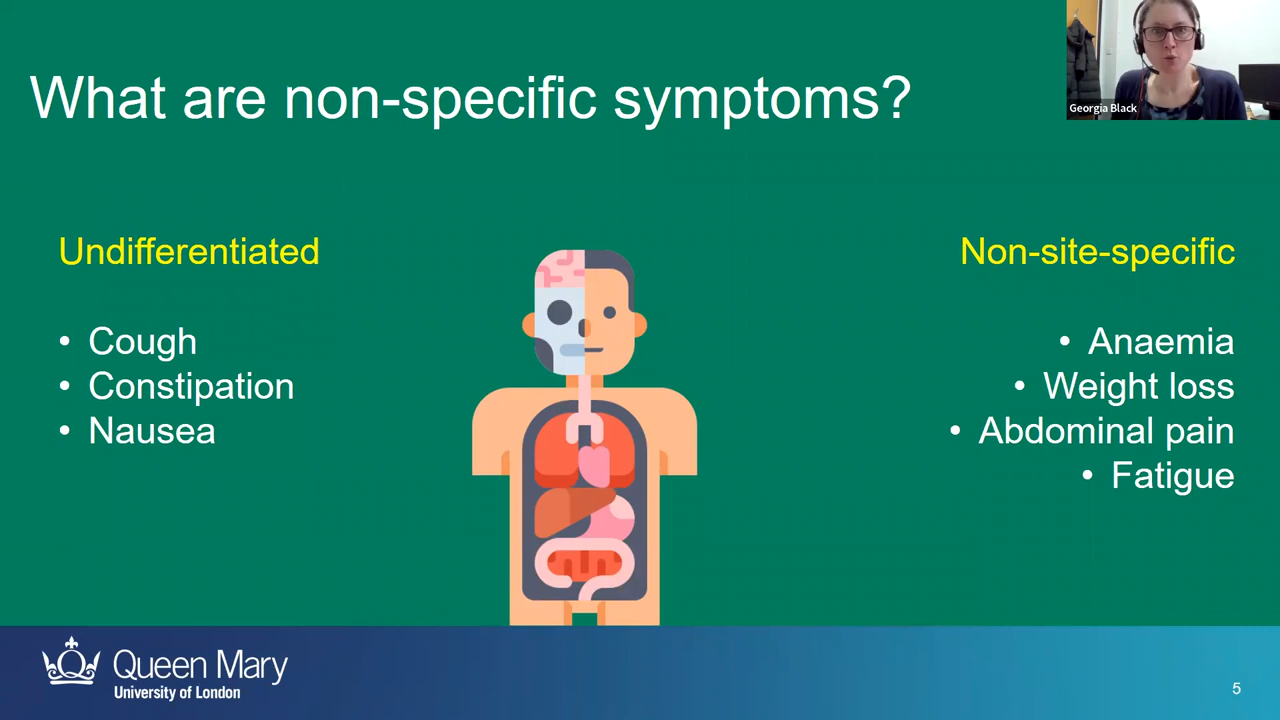 What are non-specific symptoms?
Georgia Black
Undifferentiated
• Cough
• Constipation
• Nausea
Non-site-specific
• Anaemia
• Weight loss
• Abdominal pain
• Fatigue
Queen Mary
University of London
5